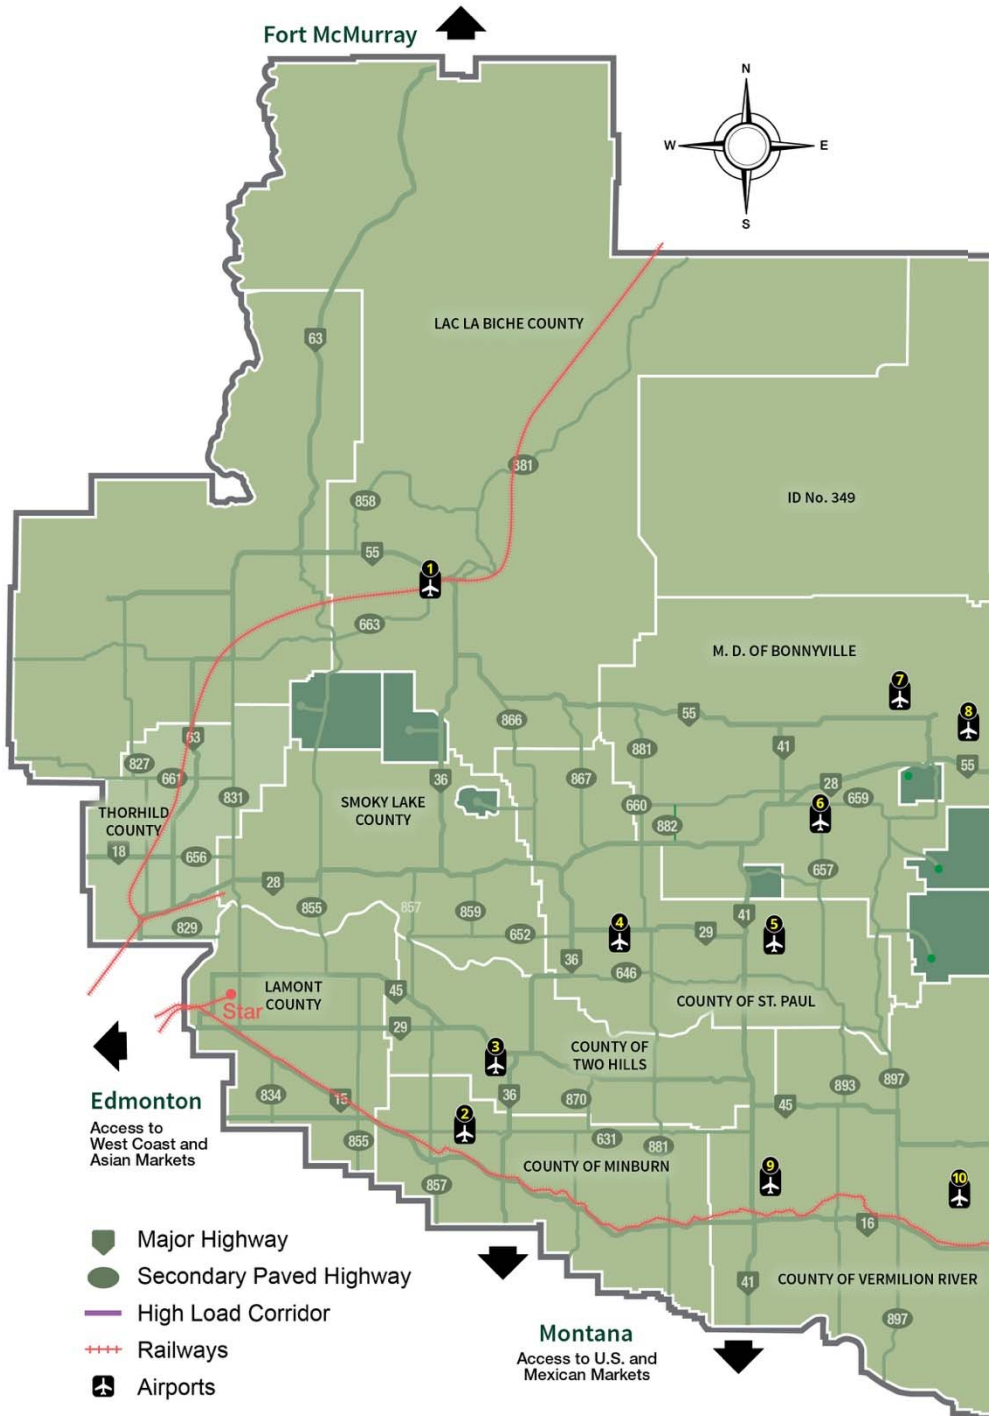 Fort McMurray
N
W
E
S
LAC LA BICHE COUNTY
63
881
ID No. 349
858
55
1
663
M. D. OF BONNYVILLE
7
8
866
55
63
881
41
827
55
661
36
867
28
831
SMOKY LAKE
COUNTY
660
6
659
THORHILD
COUNTY
882
18
656
657
28
855
857
859
41
4
5
829
652
29
36
646
LAMONT
COUNTY
45
COUNTY OF ST. PAUL
Star
29
COUNTY OF
TWO HILLS
3
897
893
834
15
36
870
45
2
855
631
881
COUNTY OF MINBURN
857
9
10
16
41
COUNTY OF VERMILION RIVER
897
Edmonton
Access to
West Coast and
Asian Markets
Major Highway
Secondary Paved Highway
High Load Corridor
Railways
Airports
Montana
Access to U.S. and
Mexican Markets